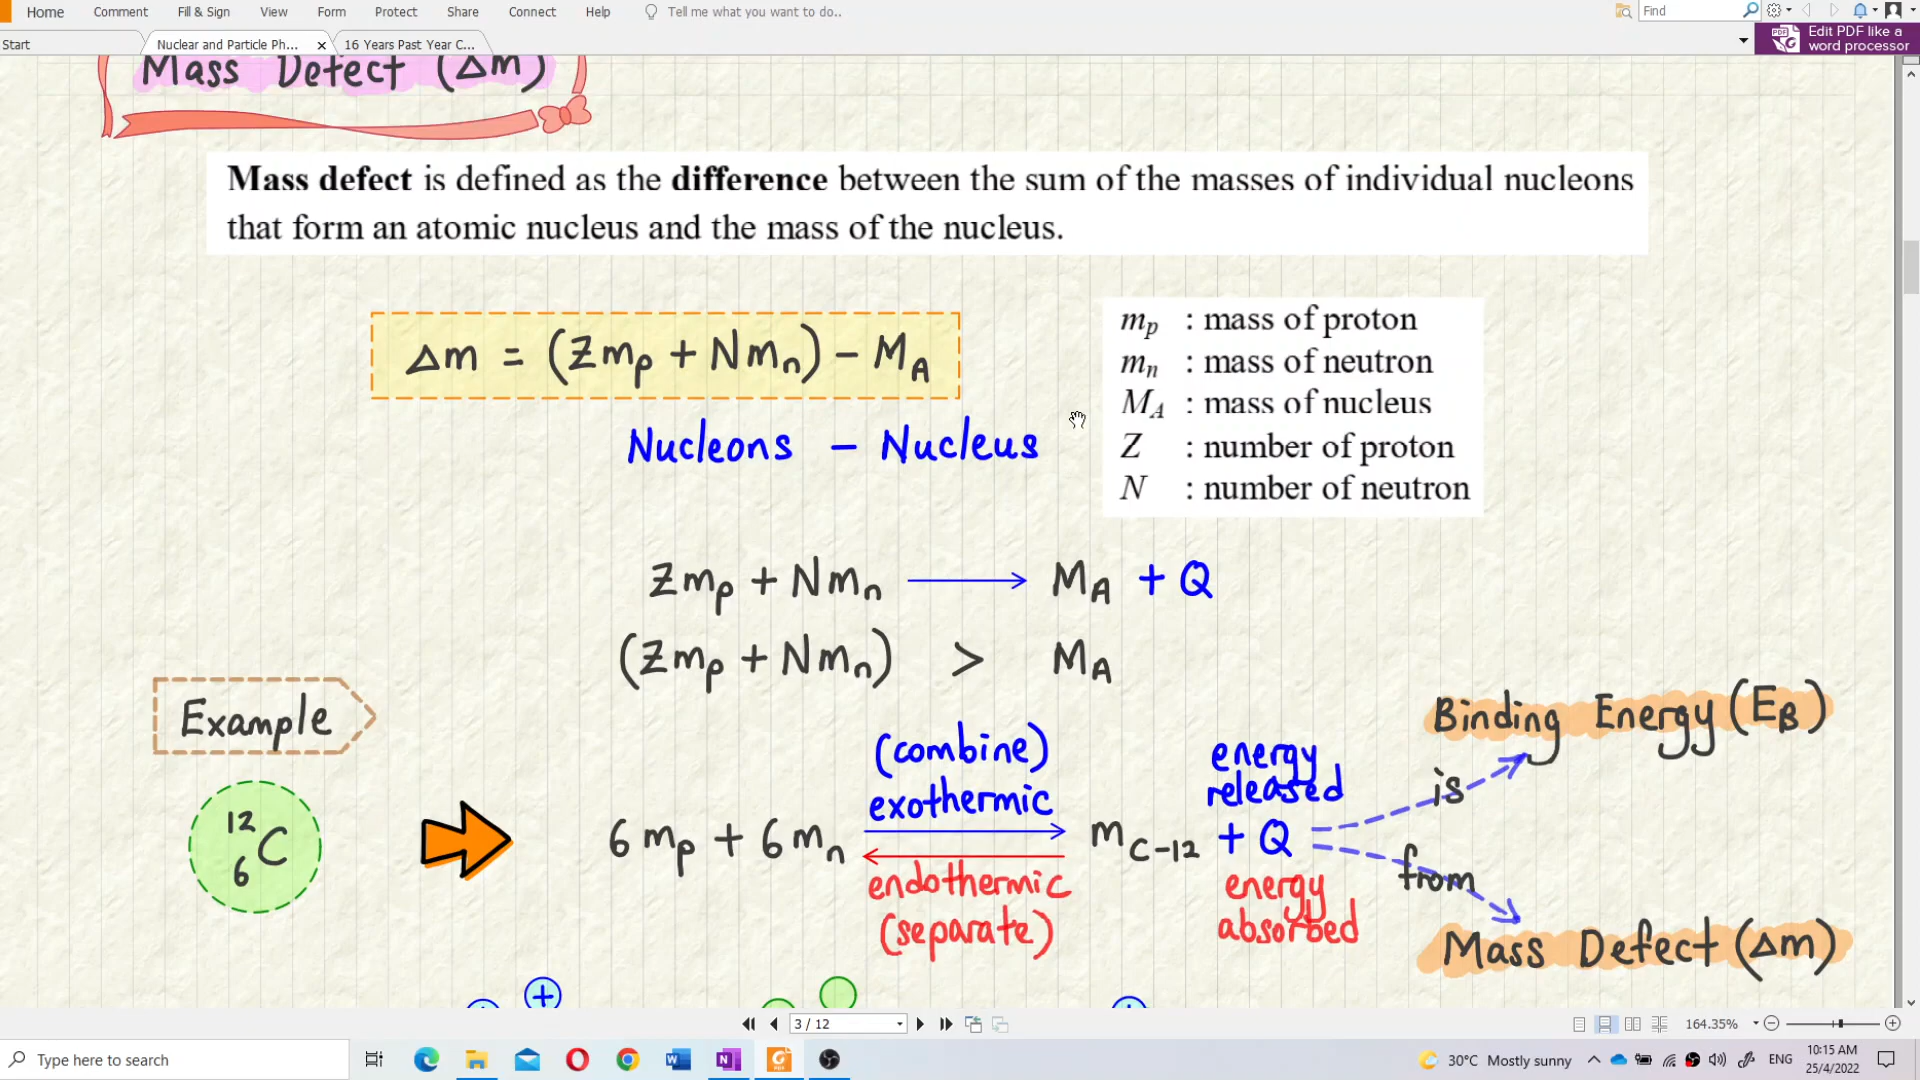 Home Comment Fill & Sign View Form Protect Share Connect Help Tell me what you want to do.. Find
Start Nuclear and Particle Ph... × 16 Years Past Year C... Edit PDF like a
word processor
Mass Defect (Δm)
Mass defect is defined as the difference between the sum of the masses of individual nucleons
that form an atomic nucleus and the mass of the nucleus.
Δm = (Zmp + Nmn) − MA
Nucleons − Nucleus
mp : mass of proton
mn : mass of neutron
MA : mass of nucleus
Z : number of proton
N : number of neutron
Zmp + Nmn → MA + Q
(Zmp + Nmn) > MA
Example
12
6 C
(combine)
exothermic
6mp + 6mn
endothermic
(separate)
mC-12 + Q
energy
released
energy
absorbed
is
Binding Energy (EB)
from
Mass Defect (Δm)
3 / 12
164.35%
Type here to search
30°C Mostly sunny
ENG
10:15 AM
25/4/2022